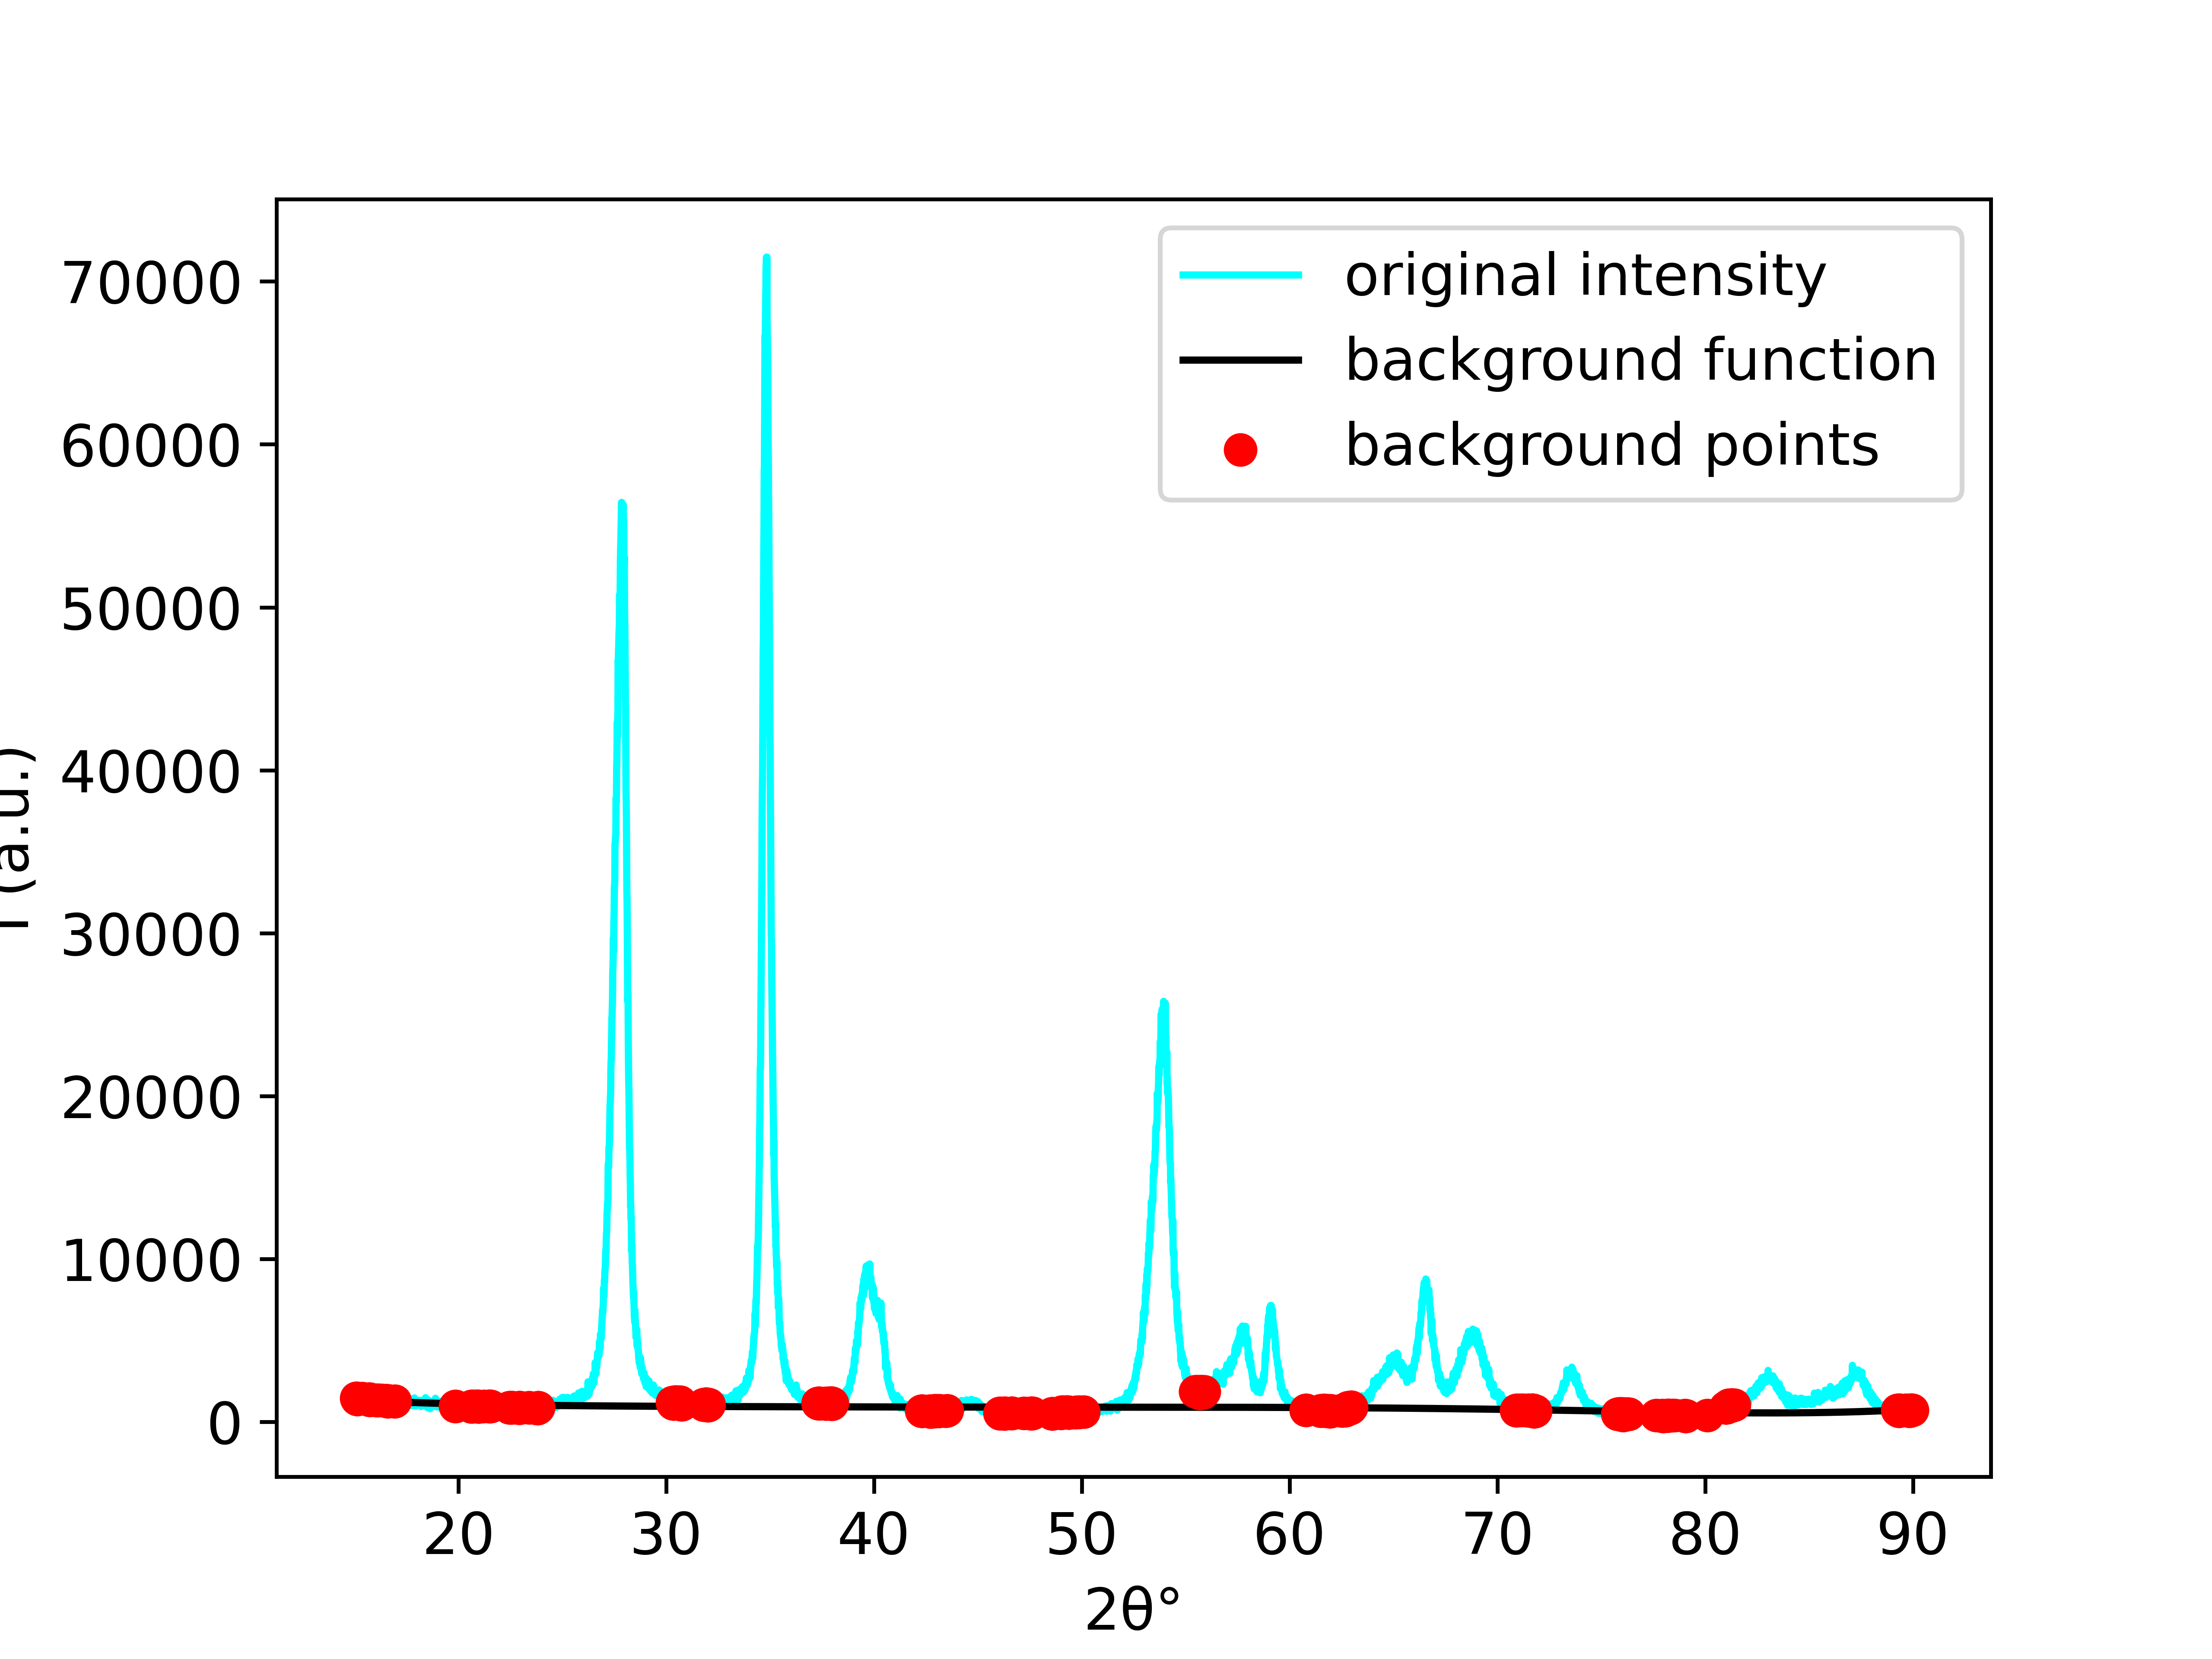 original intensity
background function
background points
70000
60000
50000
40000
30000
20000
10000
0
(a.u.)
20 30 40 50 60 70 80 90
2θ°